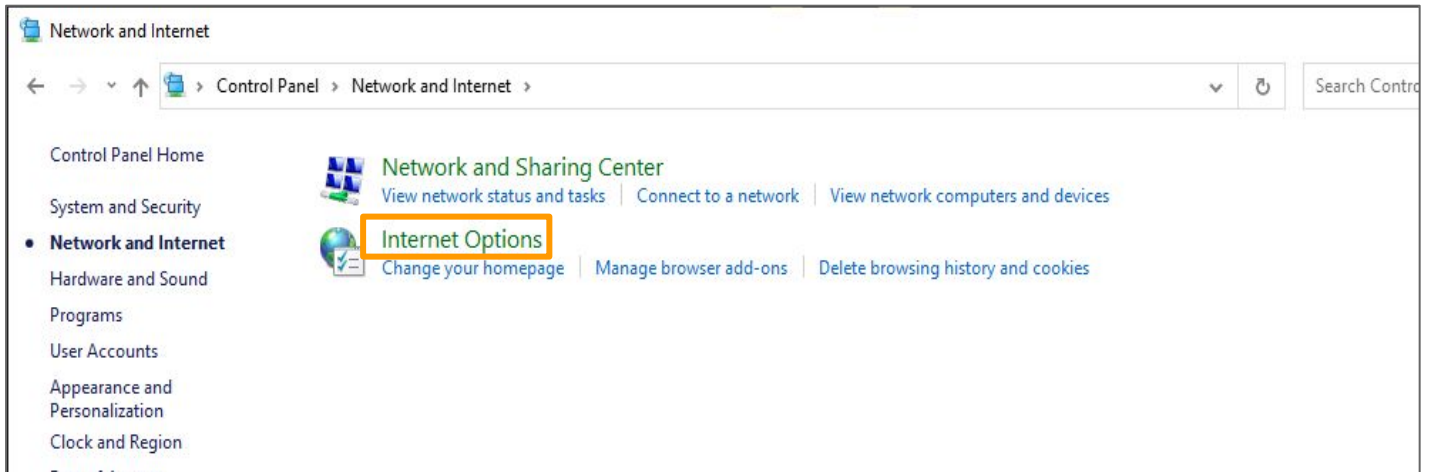 Network and Internet
Control Panel > Network and Internet >
Search Contro
Control Panel Home
System and Security
Network and Internet
Hardware and Sound
Programs
User Accounts
Appearance and
Personalization
Clock and Region
Network and Sharing Center
View network status and tasks | Connect to a network | View network computers and devices
Internet Options
Change your homepage | Manage browser add-ons | Delete browsing history and cookies